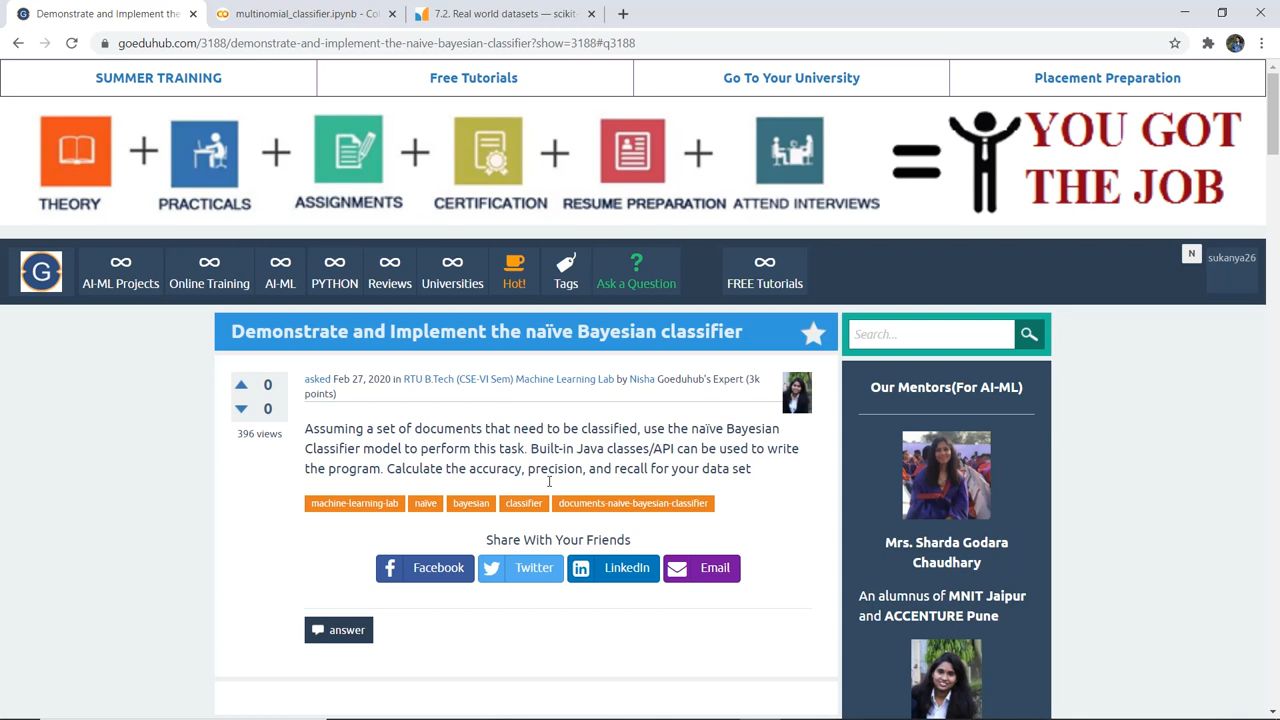 Demonstrate and Implement the
multinomial_classifier.ipynb - Co
7.2. Real world datasets — scikit-
goeduhub.com/3188/demonstrate-and-implement-the-naive-bayesian-classifier?show=3188#q3188
SUMMER TRAINING
Free Tutorials
Go To Your University
Placement Preparation
THEORY + PRACTICALS + ASSIGNMENTS + CERTIFICATION + RESUME PREPARATION + ATTEND INTERVIEWS = YOU GOT
THE JOB
G
AI-ML Projects
Online Training
AI-ML
PYTHON
Reviews
Universities
Hot!
Tags
? Ask a Question
FREE Tutorials
N
sukanya26
Demonstrate and Implement the naïve Bayesian classifier
Search...
0
0
396 views
asked Feb 27, 2020 in RTU B.Tech (CSE-VI Sem) Machine Learning Lab by Nisha Goeduhub's Expert (3k
points)
Assuming a set of documents that need to be classified, use the naïve Bayesian
Classifier model to perform this task. Built-in Java classes/API can be used to write
the program. Calculate the accuracy, precision, and recall for your data set
machine-learning-lab
naïve
bayesian
classifier
documents-naive-bayesian-classifier
Share With Your Friends
Facebook
Twitter
LinkedIn
Email
answer
Our Mentors(For AI-ML)
Mrs. Sharda Godara
Chaudhary
An alumnus of MNIT Jaipur
and ACCENTURE Pune